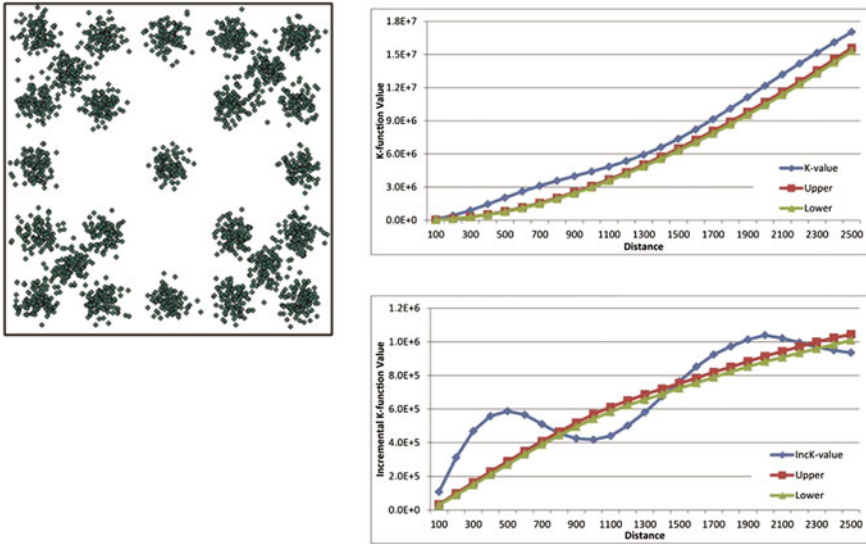 1.8E+7
1.5E+7
1.2E+7
9.0E+6
6.0E+6
3.0E+6
0.0E+0
K-function Value
K-value
Upper
Lower
100 300 500 700 900 1100 1300 1500 1700 1900 2100 2300 2500
Distance
1.2E+6
1.0E+6
8.0E+5
6.0E+5
4.0E+5
2.0E+5
0.0E+0
Incremental K-function Value
IncK-value
Upper
Lower
100 300 500 700 900 1100 1300 1500 1700 1900 2100 2300 2500
Distance